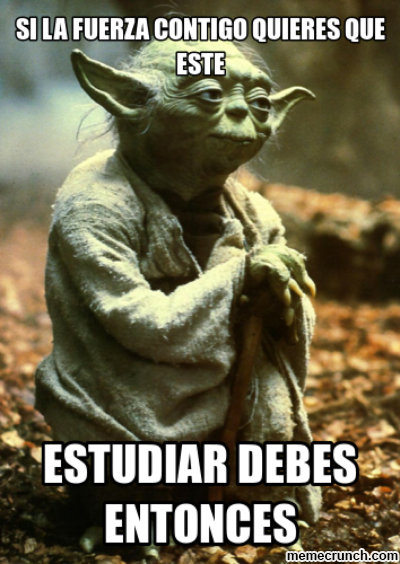 SI LA FUERZA CONTIGO QUIERES QUE
ESTE
ESTUDIAR DEBES
ENTONCES
memecrunch.com